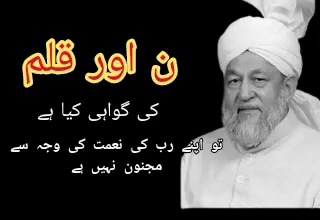 ن اور قلم
کی گواہی کیا ہے
تو اپنے رب کی نعمت کی وجہ سے
مجنون نہیں ہے